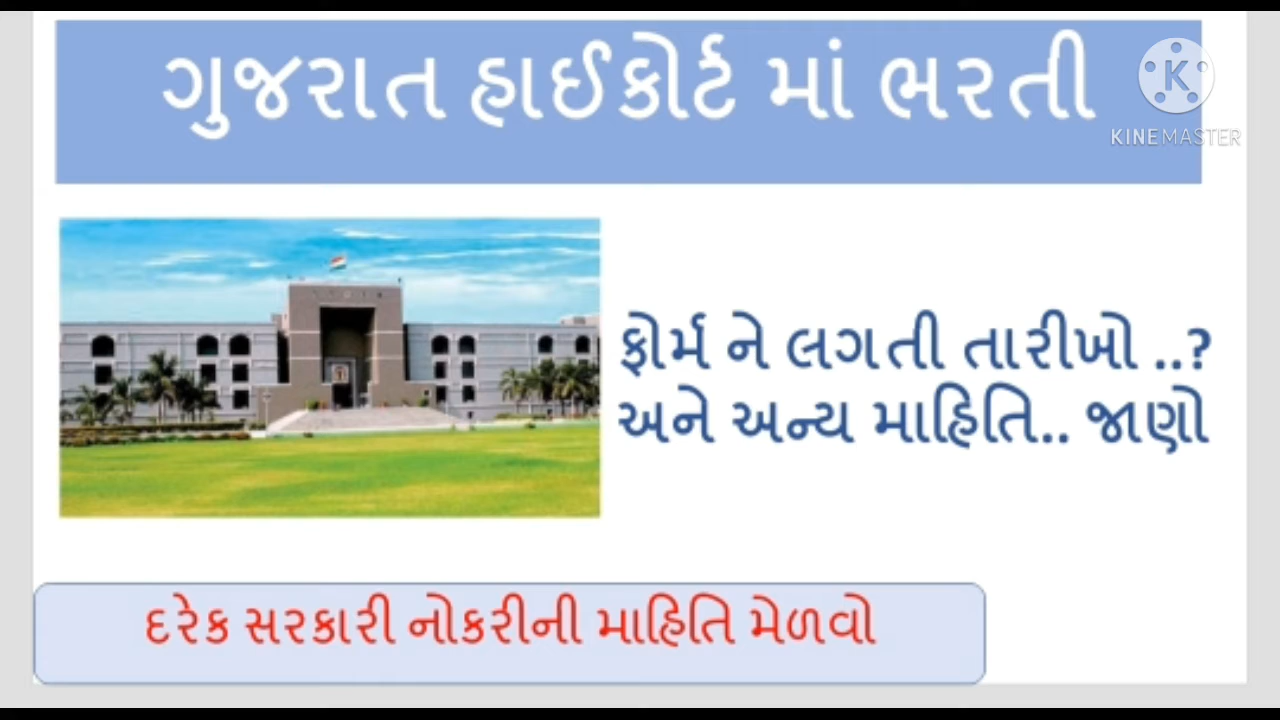 ગુજરાત હાઈકોર્ટ માં ભરતી
K
KINEMASTER
ફોર્મ ને લગતી તારીખો ..?
અને અન્ય માહિતિ.. જાણો
દરેક સરકારી નોકરીની માહિતિ મેળવો